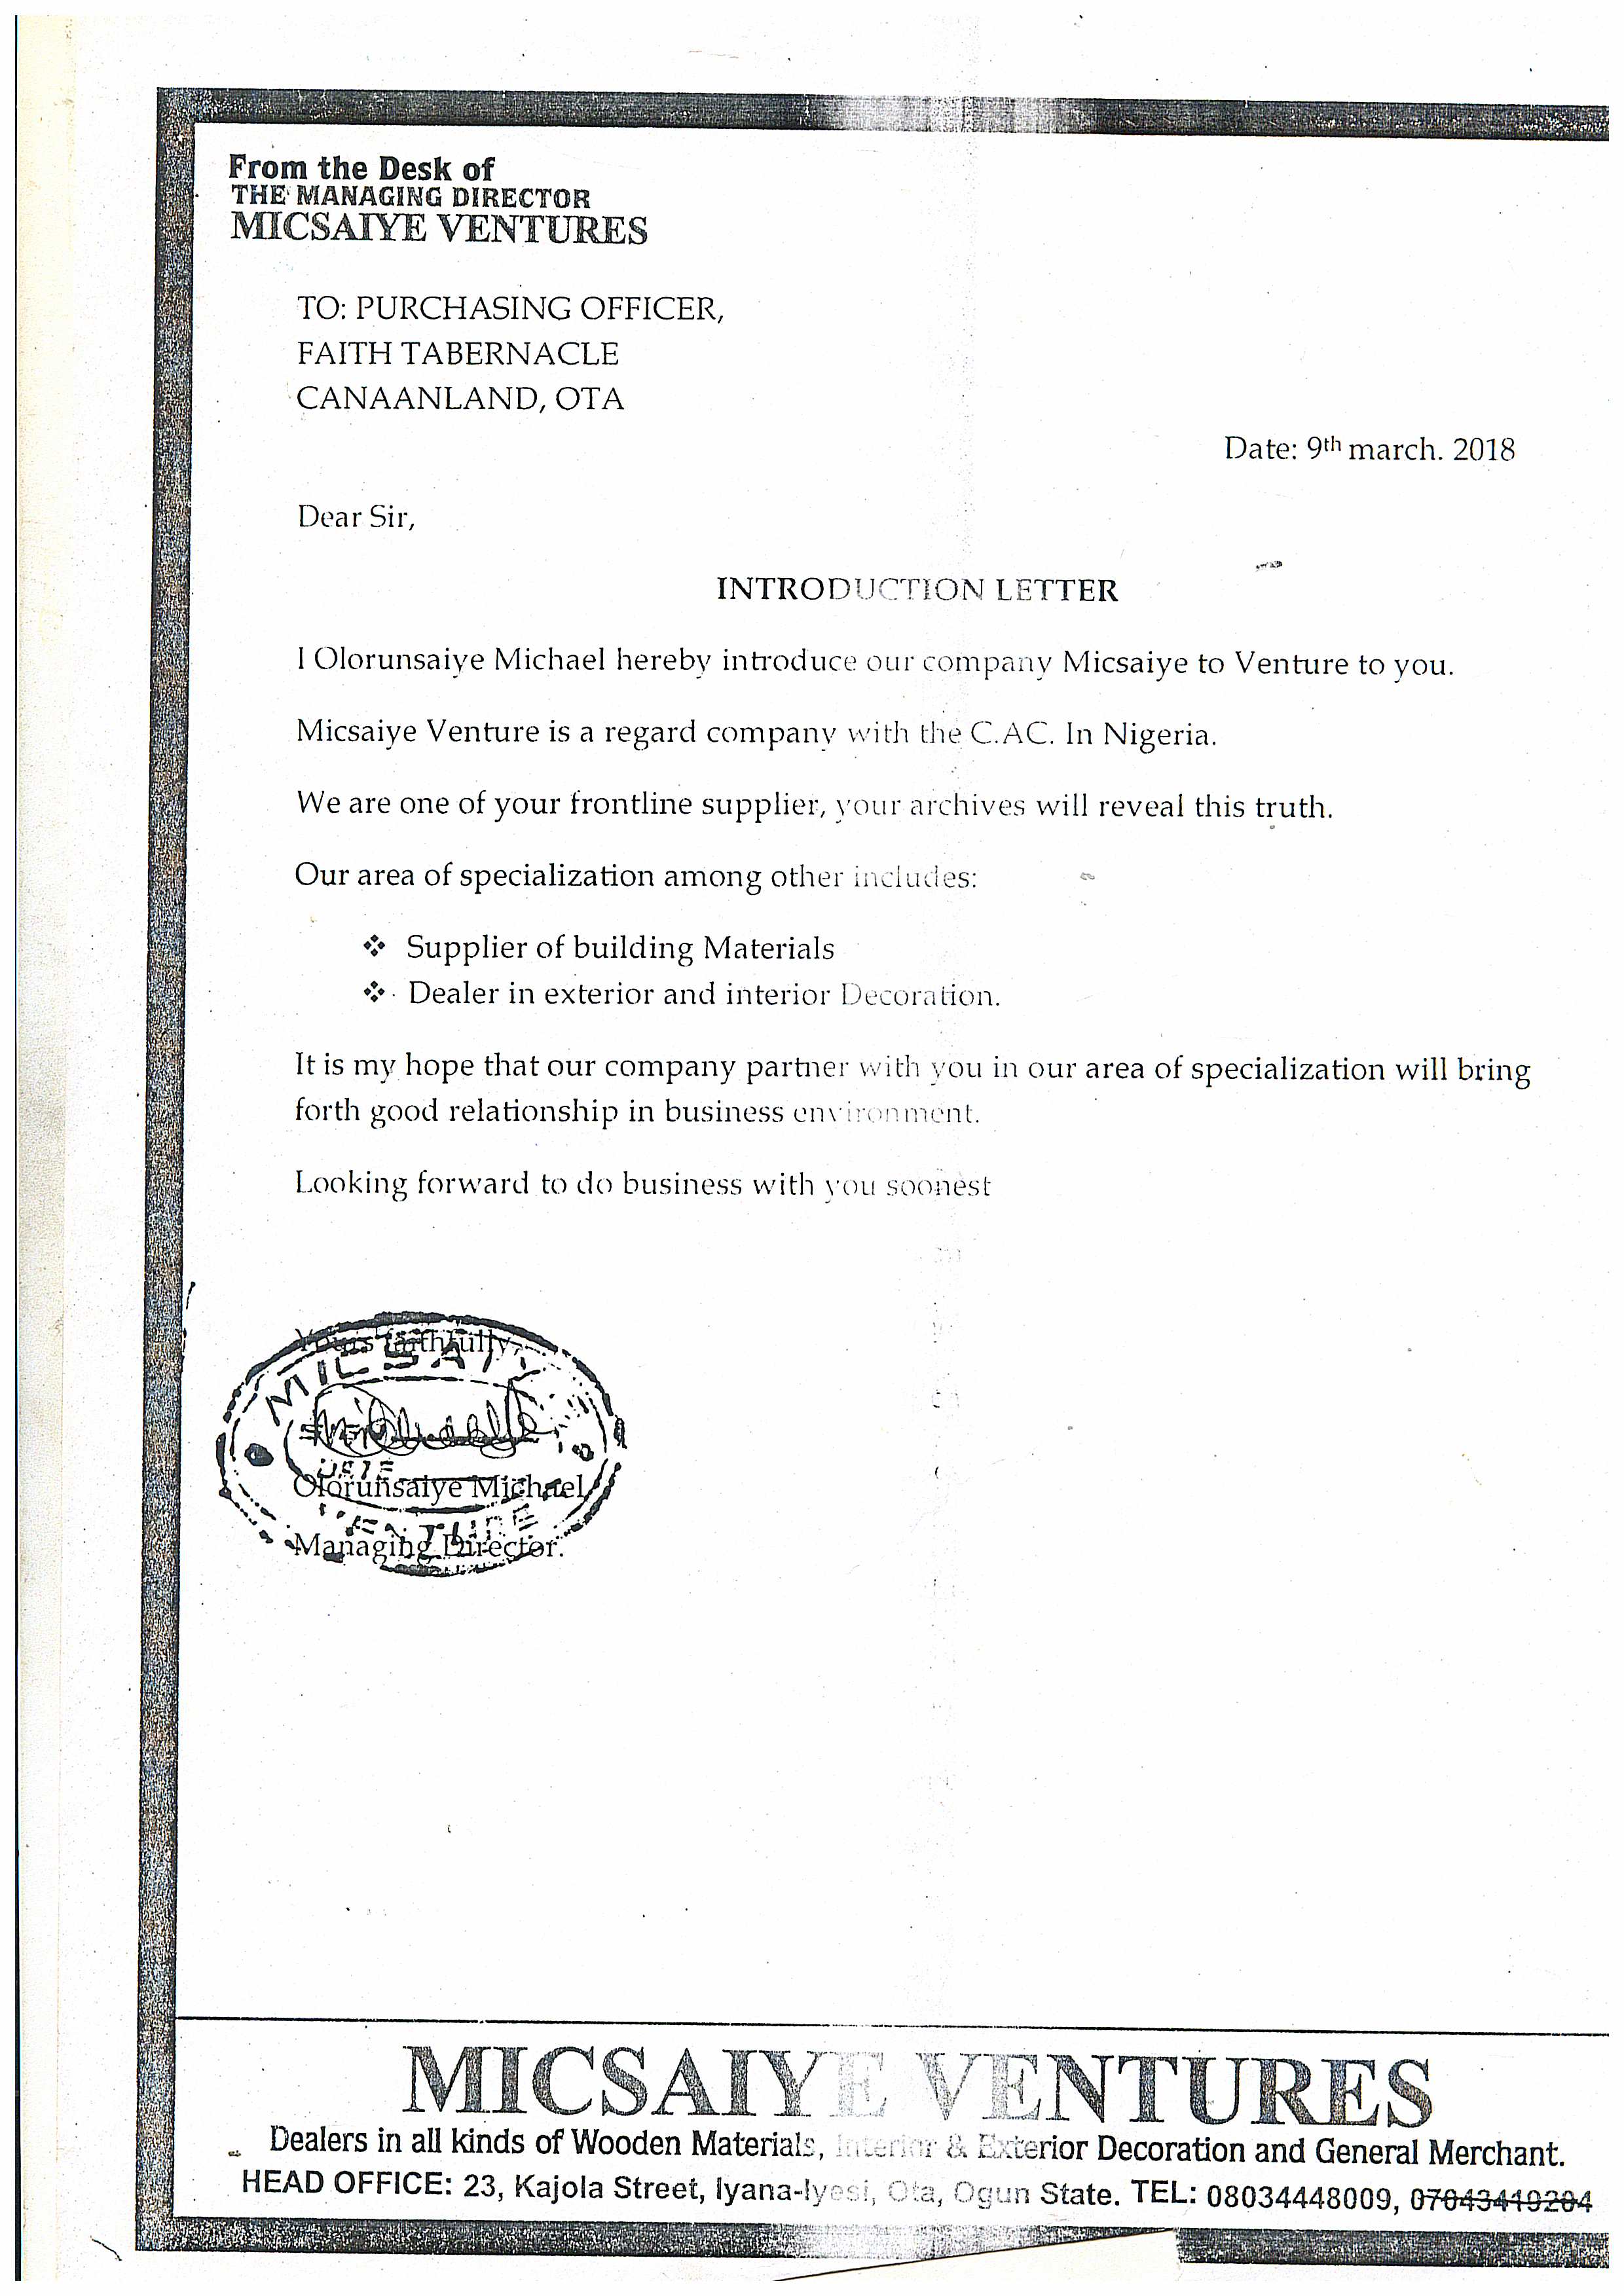 From the Desk of
THE MANAGING DIRECTOR
MICSAIYE VENTURES
TO: PURCHASING OFFICER,
FAITH TABERNACLE
CANAANLAND, OTA
Date: 9th march. 2018
Dear Sir,
INTRODUCTION LETTER
I Olorunsaiye Michael hereby introduce our company Micsaiye to Venture to you.
Micsaiye Venture is a regard company with the C.AC. In Nigeria.
We are one of your frontline supplier, your archives will reveal this truth.
Our area of specialization among other includes:
❖ Supplier of building Materials
❖ Dealer in exterior and interior Decoration.
It is my hope that our company partner with you in our area of specialization will bring
forth good relationship in business environment.
Looking forward to do business with you soonest
Yours faithfully,
Olorunsaiye Michael
Managing Director.
MICSAIYE VENTURES
Dealers in all kinds of Wooden Materials, Interior & Exterior Decoration and General Merchant.
HEAD OFFICE: 23, Kajola Street, Iyana-Iyesi, Ota, Ogun State. TEL: 08034448009,